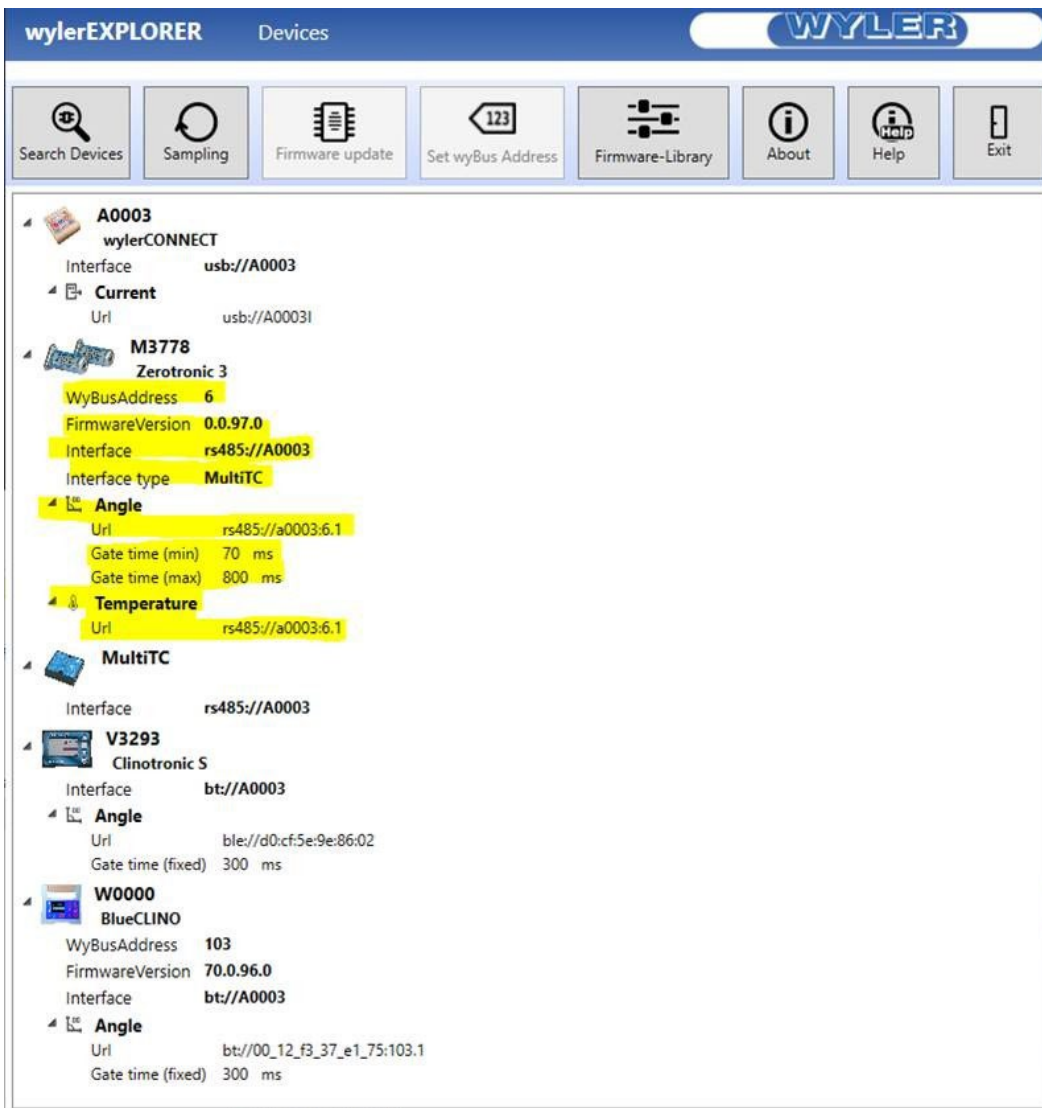 wylerEXPLORER Devices WYLER
Search Devices Sampling Firmware update 123 Set wyBus Address Firmware-Library About Help Help Exit
A0003
wylerCONNECT
Interface usb://A0003
Current
Url usb://A0003I
M3778
Zerotronic 3
WyBusAddress 6
FirmwareVersion 0.0.97.0
Interface rs485://A0003
Interface type MultiTC
Angle
Url rs485://a0003:6.1
Gate time (min) 70 ms
Gate time (max) 800 ms
Temperature
Url rs485://a0003:6.1
MultiTC
Interface rs485://A0003
V3293
Clinotronic S
Interface bt://A0003
Angle
Url ble://d0:cf:5e:9e:86:02
Gate time (fixed) 300 ms
W0000
BlueCLINO
WyBusAddress 103
FirmwareVersion 70.0.96.0
Interface bt://A0003
Angle
Url bt://00_12_f3_37_e1_75:103.1
Gate time (fixed) 300 ms